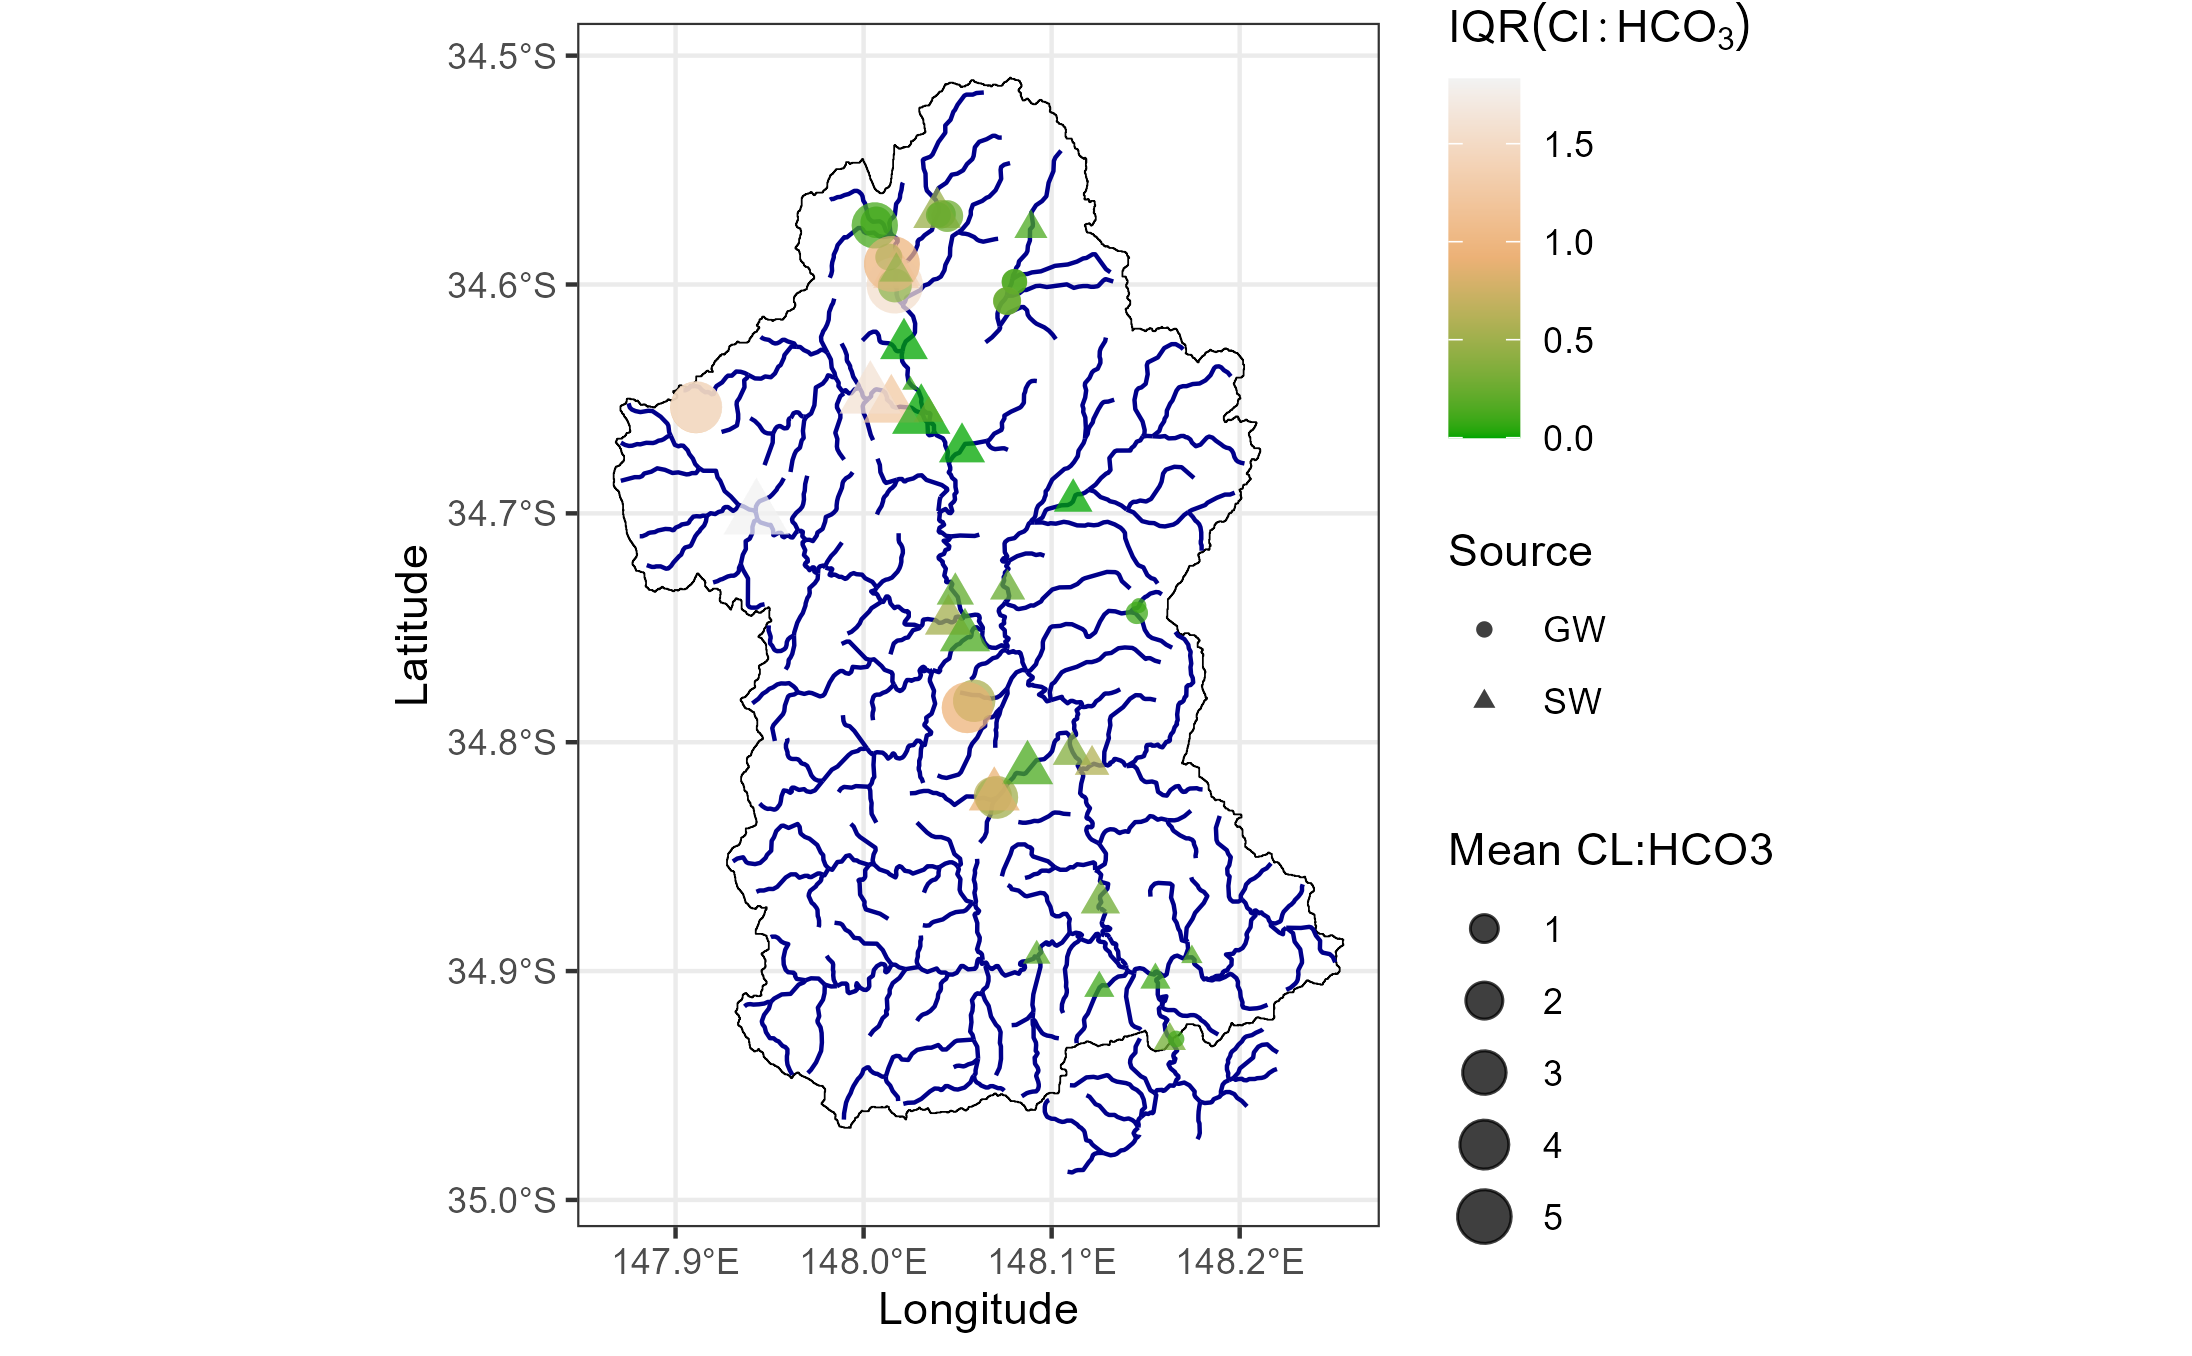 34.5°S
34.6°S
34.7°S
34.8°S
34.9°S
35.0°S
Latitude
147.9°E 148.0°E 148.1°E 148.2°E
Longitude
IQR(Cl : HCO₃)
1.5
1.0
0.5
0.0
Source
GW
SW
Mean CL:HCO3
1
2
3
4
5